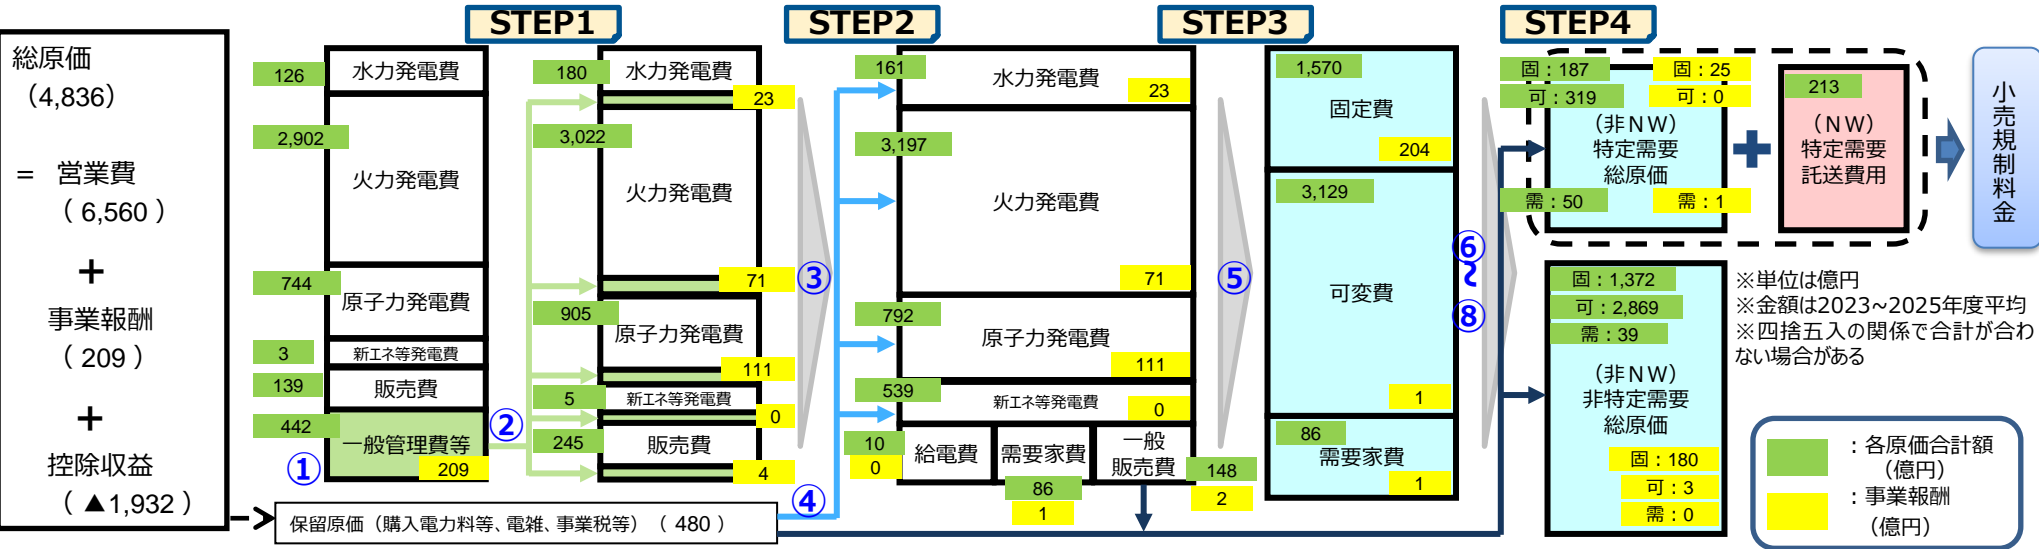 STEP1
STEP2
STEP3
STEP4
総原価
（4,836）
＝ 営業費
（ 6,560 ）
＋
事業報酬
（ 209 ）
＋
控除収益
（ ▲1,932 ）
126
水力発電費
2,902
火力発電費
744
原子力発電費
3
新エネ等発電費
139
販売費
442
一般管理費等
209
①
②
180
水力発電費
23
3,022
火力発電費
71
905
原子力発電費
111
5
新エネ等発電費
0
245
販売費
4
保留原価（購入電力料等、電雑、事業税等）（ 480 ）
③
④
161
水力発電費
23
3,197
火力発電費
71
792
原子力発電費
111
539
新エネ等発電費
0
10
0
給電費
需要家費
86
1
一般
販売費
148
2
⑤
1,570
固定費
204
3,129
可変費
1
86
需要家費
1
⑥
～
⑧
固：187
固：25
可：319
可：0
（非ＮＷ）
特定需要
総原価
需：50
需：1
213
（ＮＷ）
特定需要
託送費用
小売規制料金
固：1,372
可：2,869
需：39
（非ＮＷ）
非特定需要
総原価
固：180
可：3
需：0
※単位は億円
※金額は2023~2025年度平均
※四捨五入の関係で合計が合わ
ない場合がある
：各原価合計額
（億円）
：事業報酬
（億円）